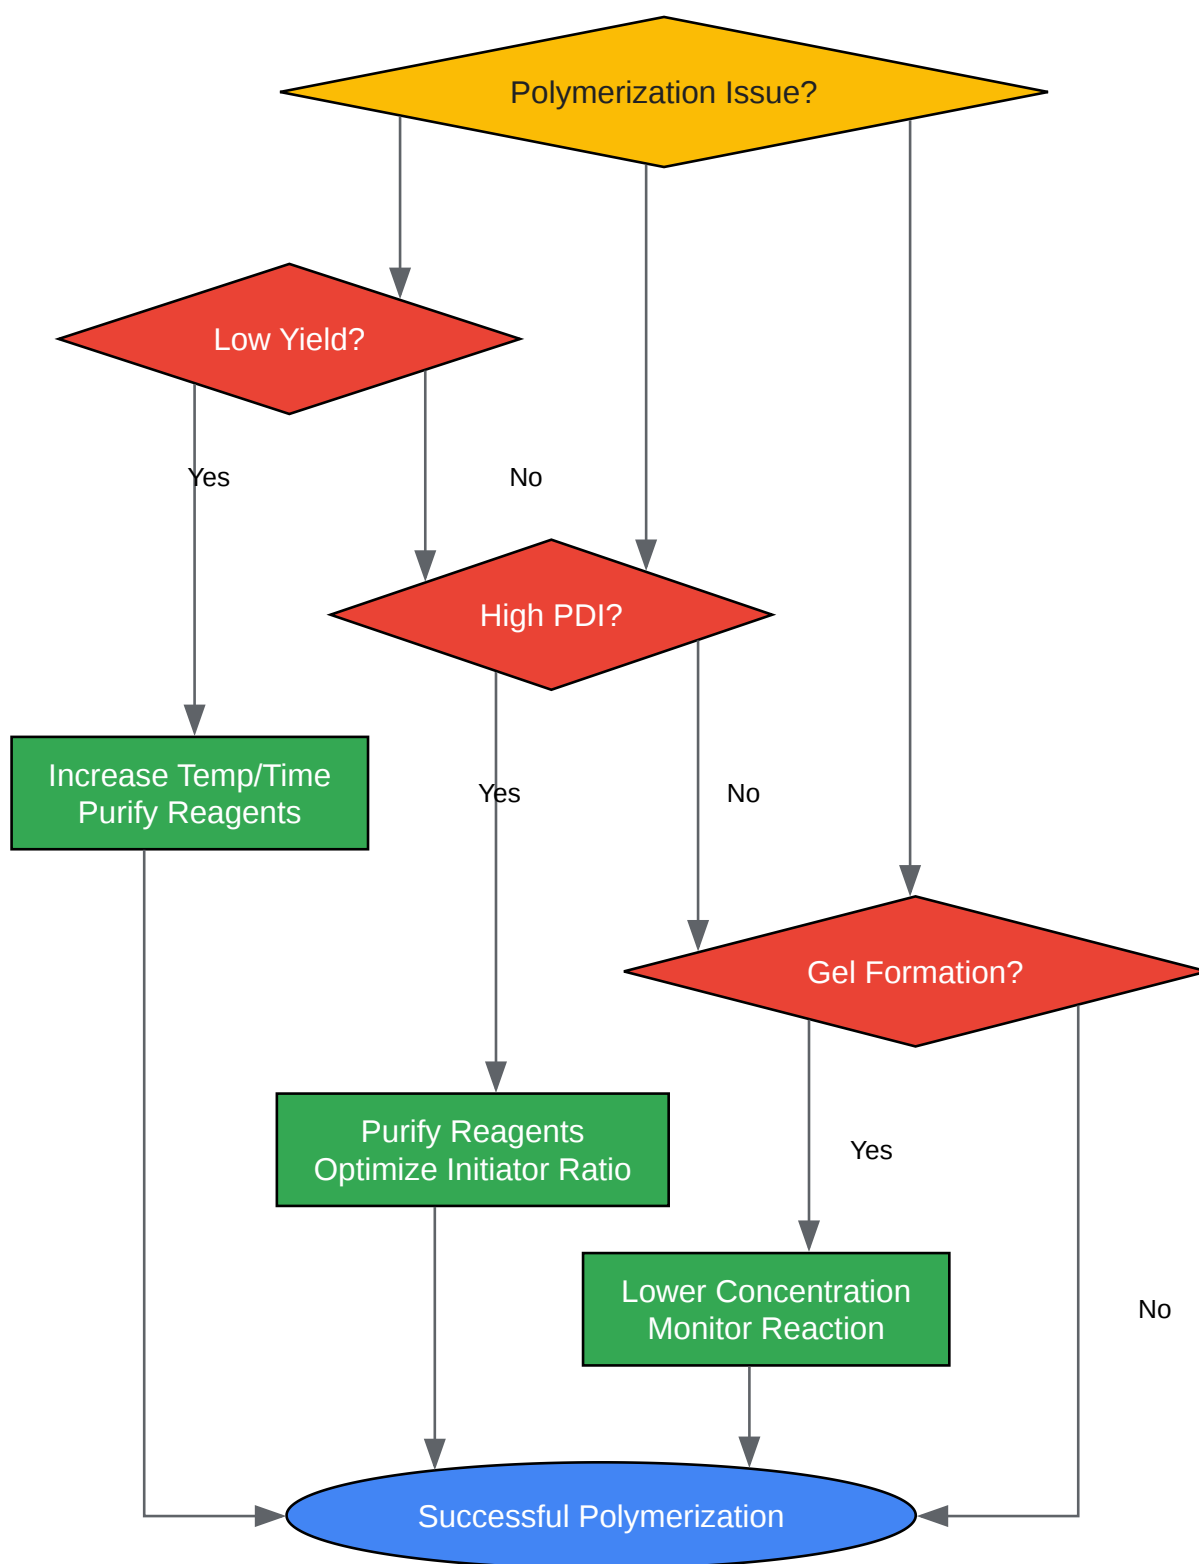 Polymerization Issue?
Low Yield?
Yes
No
High PDI?
Increase Temp/Time
Purify Reagents
Yes
No
Gel Formation?
Purify Reagents
Optimize Initiator Ratio
Yes
Lower Concentration
Monitor Reaction
No
Successful Polymerization